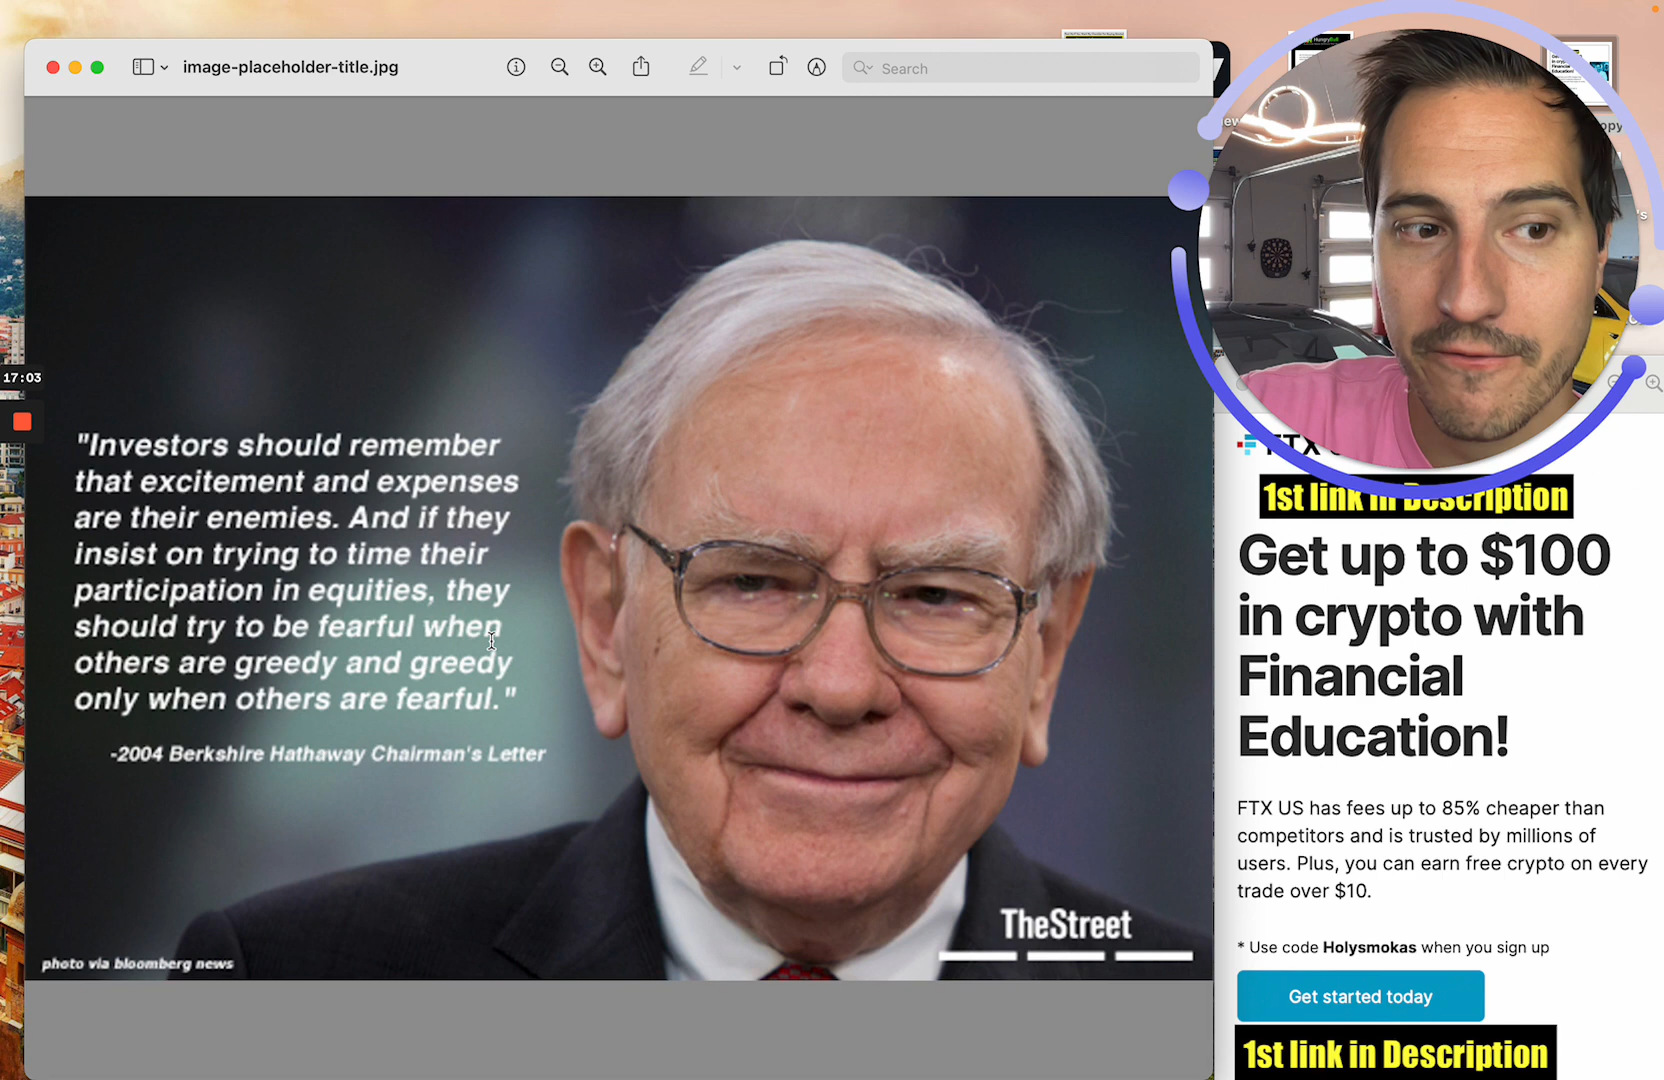 image-placeholder-title.jpg
Search
17:03
"Investors should remember
that excitement and expenses
are their enemies. And if they
insist on trying to time their
participation in equities, they
should try to be fearful when
others are greedy and greedy
only when others are fearful."
-2004 Berkshire Hathaway Chairman's Letter
photo via bloomberg news
TheStreet
FTX
1st link in Description
Get up to $100
in crypto with
Financial
Education!
FTX US has fees up to 85% cheaper than
competitors and is trusted by millions of
users. Plus, you can earn free crypto on every
trade over $10.
* Use code Holysmokas when you sign up
Get started today
1st link in Description